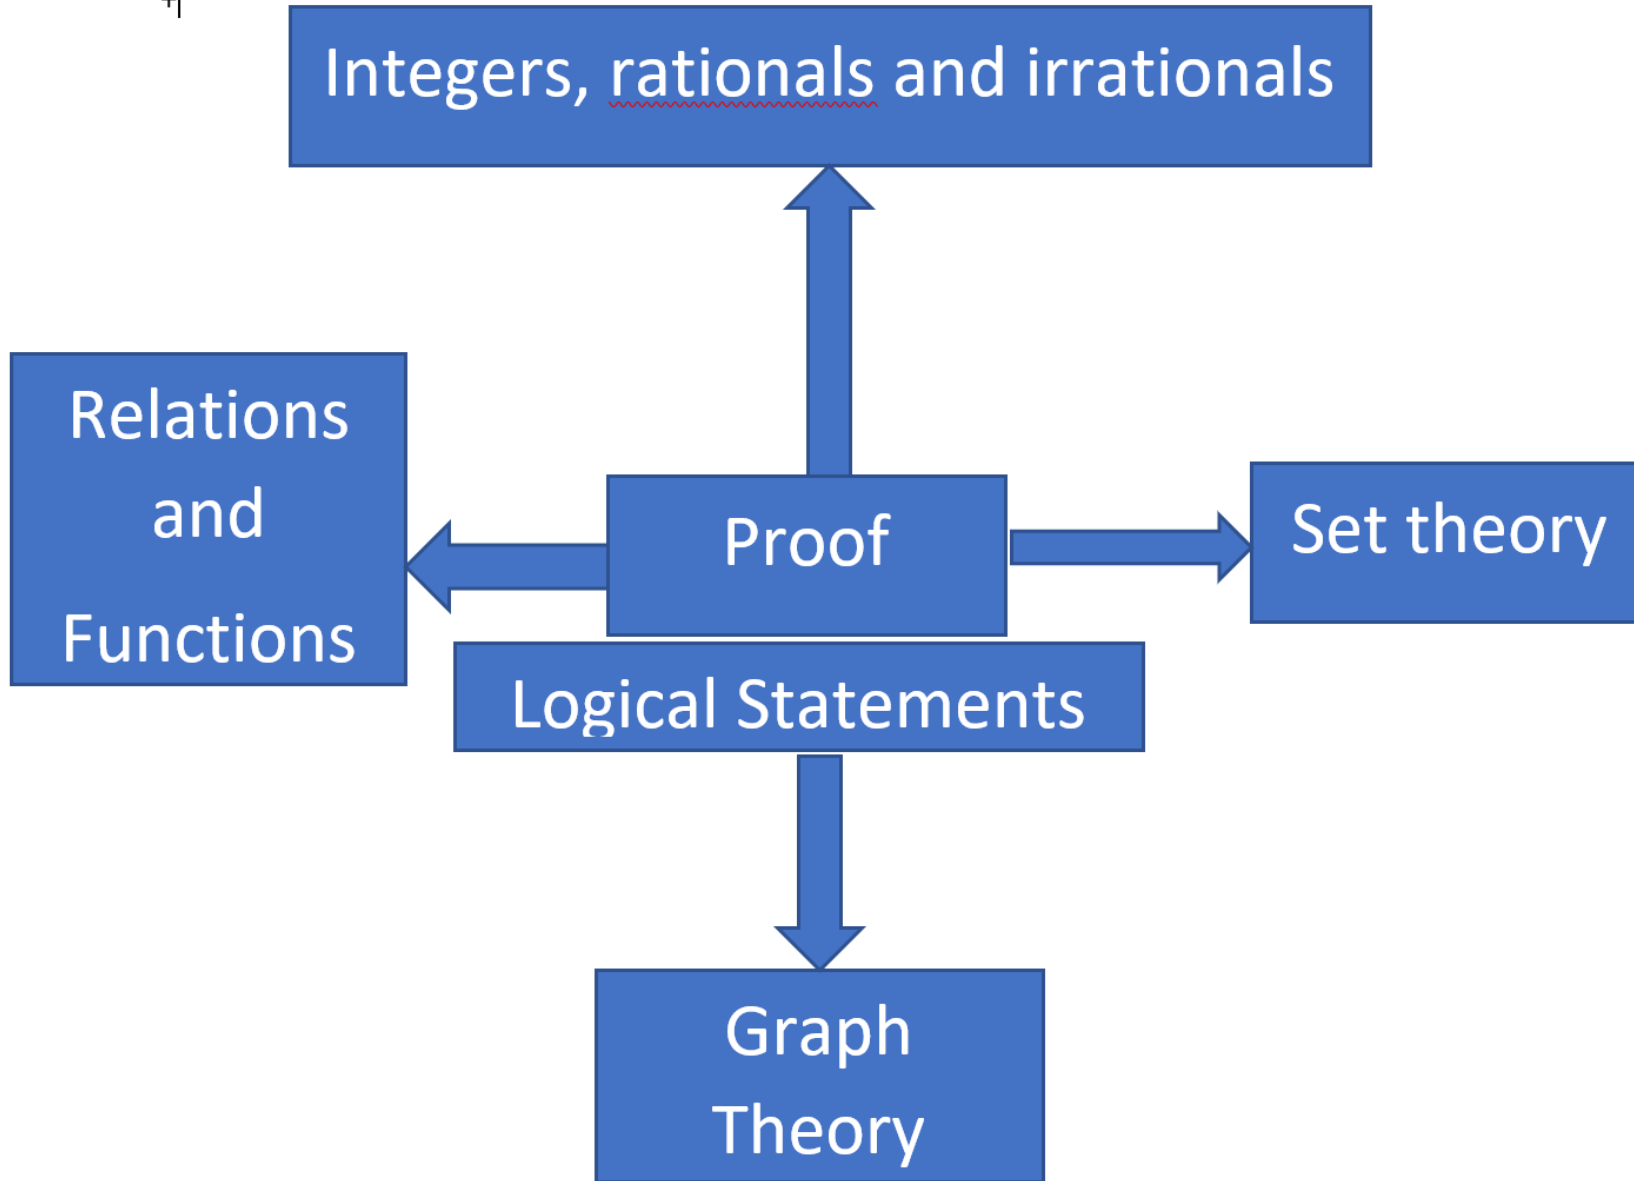 Integers, rationals and irrationals
Relations
and
Functions
Proof
Set theory
Logical Statements
Graph
Theory